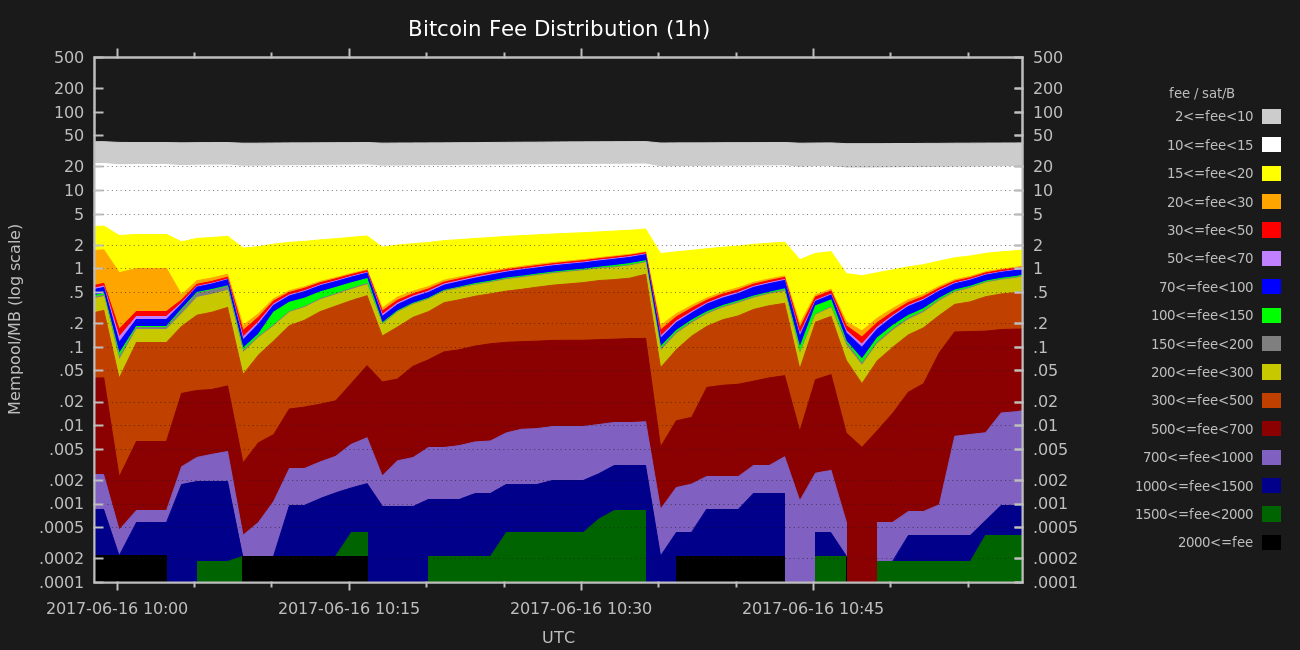 Bitcoin Fee Distribution (1h)
500
200
100
50
20
10
5
2
1
.5
.2
.1
.05
.02
.01
.005
.002
.001
.0005
.0002
.0001
Mempool/MB (log scale)
500
200
100
50
20
10
5
2
1
.5
.2
.1
.05
.02
.01
.005
.002
.001
.0005
.0002
.0001
2017-06-16 10:00
2017-06-16 10:15
2017-06-16 10:30
2017-06-16 10:45
UTC
fee / sat/B
2<=fee<10
10<=fee<15
15<=fee<20
20<=fee<30
30<=fee<50
50<=fee<70
70<=fee<100
100<=fee<150
150<=fee<200
200<=fee<300
300<=fee<500
500<=fee<700
700<=fee<1000
1000<=fee<1500
1500<=fee<2000
2000<=fee